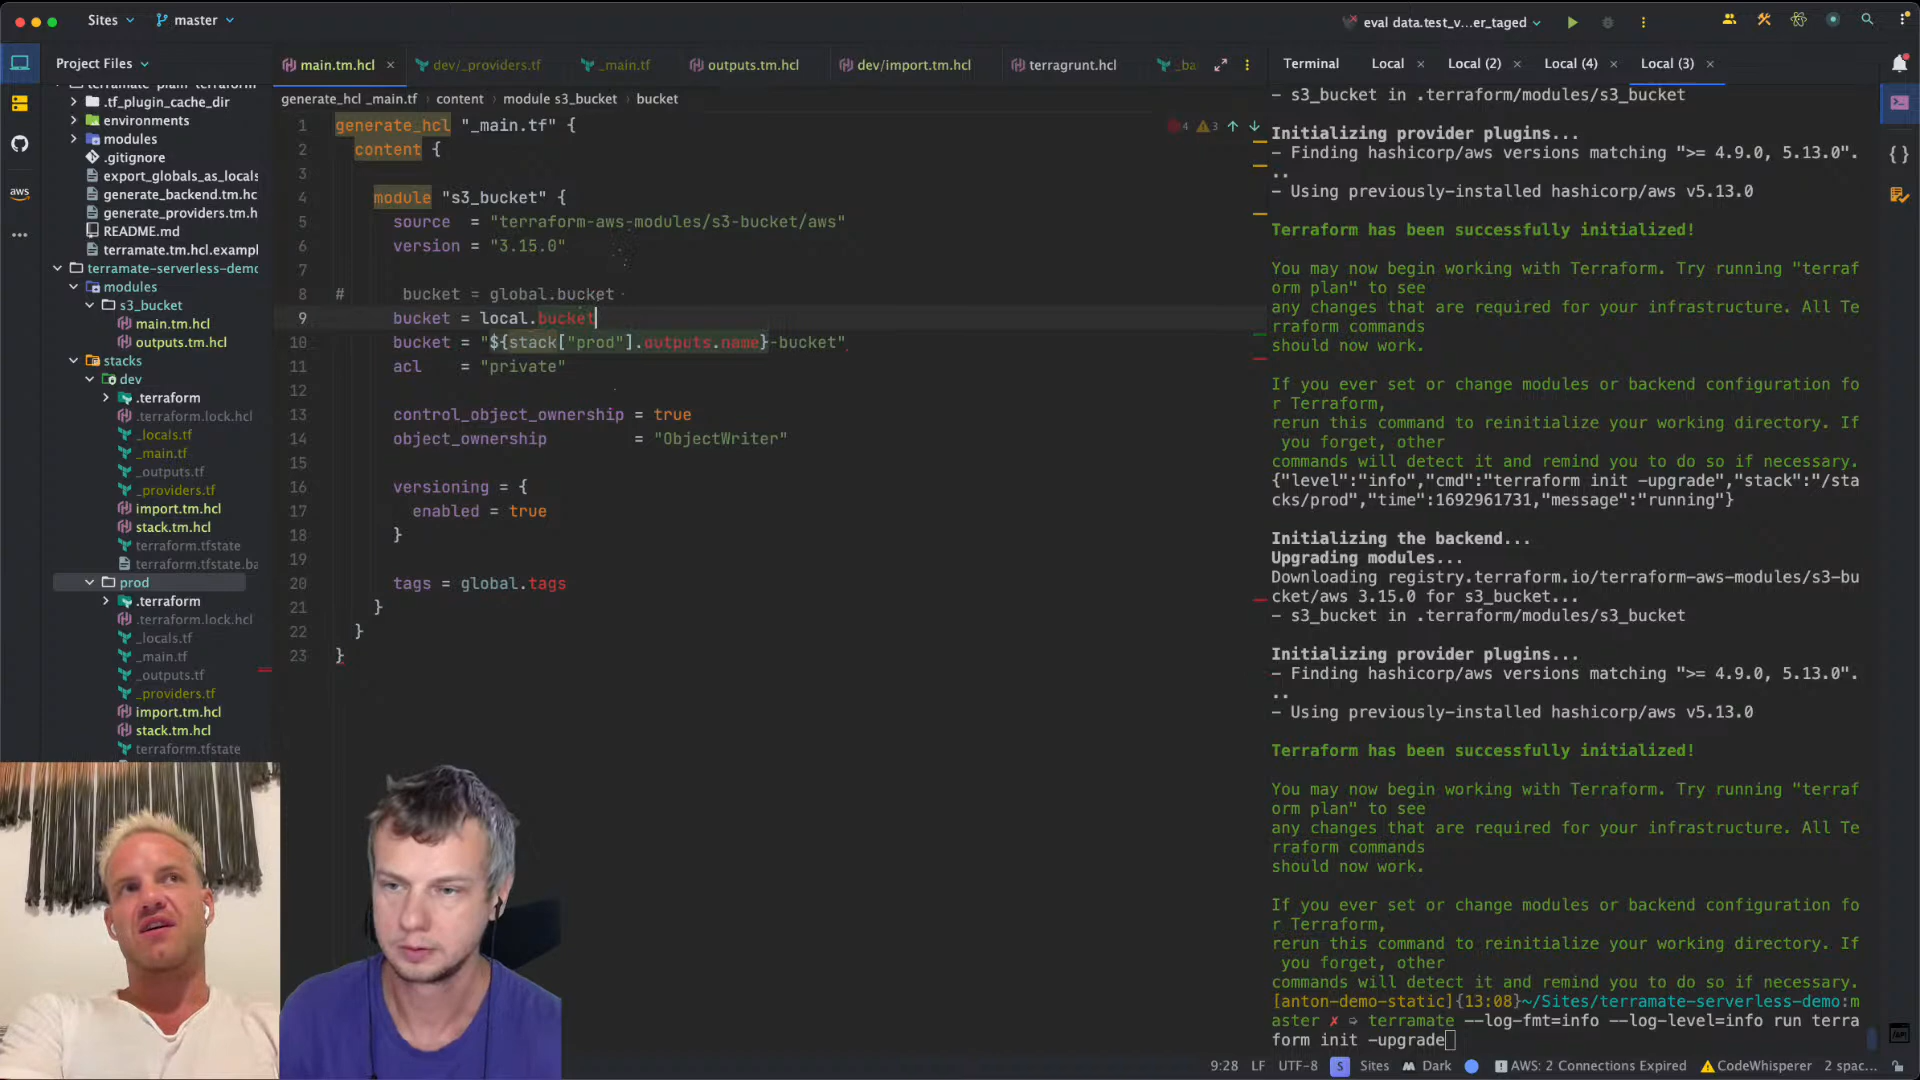 Sites
master
eval data.test_v...er_taged
Project Files
terramate-plain-terraform
.tf_plugin_cache_dir
environments
modules
.gitignore
export_globals_as_locals
generate_backend.tm.hc
generate_providers.tm.h
README.md
terramate.tm.hcl.exampl
terramate-serverless-demo
modules
s3_bucket
main.tm.hcl
outputs.tm.hcl
stacks
dev
.terraform
.terraform.lock.hcl
_locals.tf
_main.tf
_outputs.tf
_providers.tf
import.tm.hcl
stack.tm.hcl
terraform.tfstate
terraform.tfstate.ba
prod
.terraform
.terraform.lock.hcl
_locals.tf
_main.tf
_outputs.tf
_providers.tf
import.tm.hcl
stack.tm.hcl
terraform.tfstate
aws
main.tm.hcl
dev/_providers.tf
_main.tf
outputs.tm.hcl
dev/import.tm.hcl
terragrunt.hcl
_ba
generate_hcl _main.tf content module s3_bucket bucket
4 3
1 generate_hcl "_main.tf" {
2 content {
3
4 module "s3_bucket" {
5 source = "terraform-aws-modules/s3-bucket/aws"
6 version = "3.15.0"
7
8 # bucket = global.bucket
9 bucket = local.bucket
10 bucket = "${stack["prod"].outputs.name}-bucket"
11 acl = "private"
12
13 control_object_ownership = true
14 object_ownership = "ObjectWriter"
15
16 versioning = {
17 enabled = true
18 }
19
20 tags = global.tags
21 }
22 }
23 }
Terminal Local Local (2) Local (4) Local (3)
- s3_bucket in .terraform/modules/s3_bucket
Initializing provider plugins...
- Finding hashicorp/aws versions matching ">= 4.9.0, 5.13.0".
..
- Using previously-installed hashicorp/aws v5.13.0
Terraform has been successfully initialized!
You may now begin working with Terraform. Try running "terraf
orm plan" to see
any changes that are required for your infrastructure. All Te
rraform commands
should now work.
If you ever set or change modules or backend configuration fo
r Terraform,
rerun this command to reinitialize your working directory. If
you forget, other
commands will detect it and remind you to do so if necessary.
{"level":"info","cmd":"terraform init -upgrade","stack":"/sta
cks/prod","time":1692961731,"message":"running"}
Initializing the backend...
Upgrading modules...
Downloading registry.terraform.io/terraform-aws-modules/s3-bu
cket/aws 3.15.0 for s3_bucket...
- s3_bucket in .terraform/modules/s3_bucket
Initializing provider plugins...
- Finding hashicorp/aws versions matching ">= 4.9.0, 5.13.0".
..
- Using previously-installed hashicorp/aws v5.13.0
Terraform has been successfully initialized!
You may now begin working with Terraform. Try running "terraf
orm plan" to see
any changes that are required for your infrastructure. All Te
rraform commands
should now work.
If you ever set or change modules or backend configuration fo
r Terraform,
rerun this command to reinitialize your working directory. If
you forget, other
commands will detect it and remind you to do so if necessary.
[anton-demo-static]{13:08}~/Sites/terramate-serverless-demo:m
aster ✗ ➩ terramate --log-fmt=info --log-level=info run terra
form init -upgrade
9:28 LF UTF-8 S Sites Dark AWS: 2 Connections Expired CodeWhisperer 2 spac...